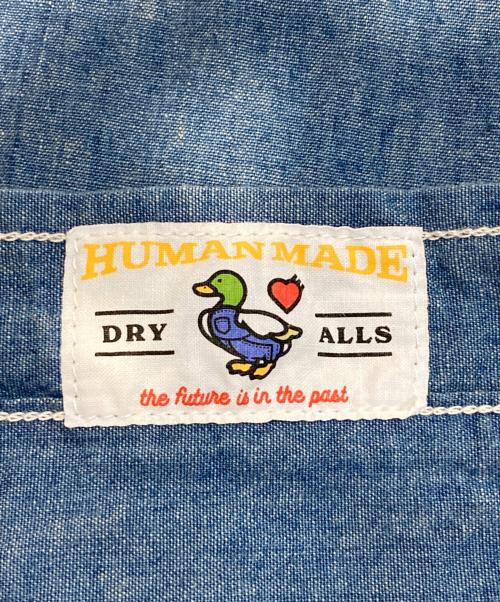 HUMAN MADE
DRY ALLS
the future is in the past